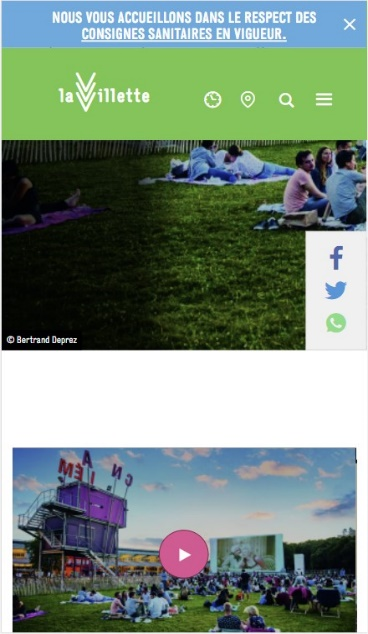 NOUS VOUS ACCUEILLONS DANS LE RESPECT DES
CONSIGNES SANITAIRES EN VIGUEUR.
la Villette
© Bertrand Deprez